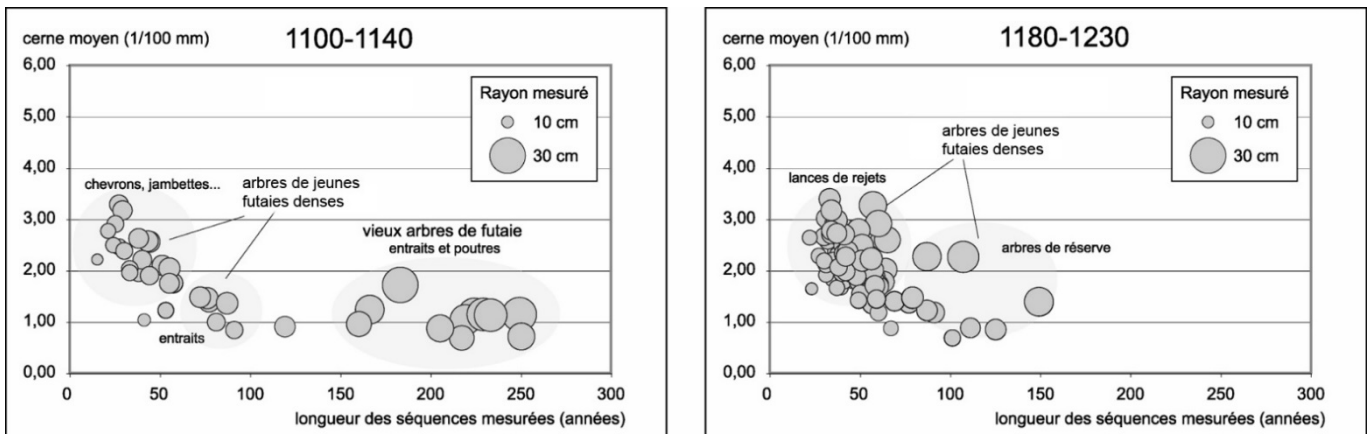 cerne moyen (1/100 mm)
1100-1140
6,00
5,00
4,00
3,00
2,00
1,00
0,00
Rayon mesuré
10 cm
30 cm
chevrons, jambettes...
arbres de jeunes
futaies denses
vieux arbres de futaie
entraits et poutres
entraits
0
50
100
150
200
250
300
longueur des séquences mesurées (années)
cerne moyen (1/100 mm)
1180-1230
6,00
5,00
4,00
3,00
2,00
1,00
0,00
Rayon mesuré
10 cm
30 cm
arbres de jeunes
futaies denses
lances de rejets
arbres de réserve
0
50
100
150
200
250
300
longueur des séquences mesurées (années)